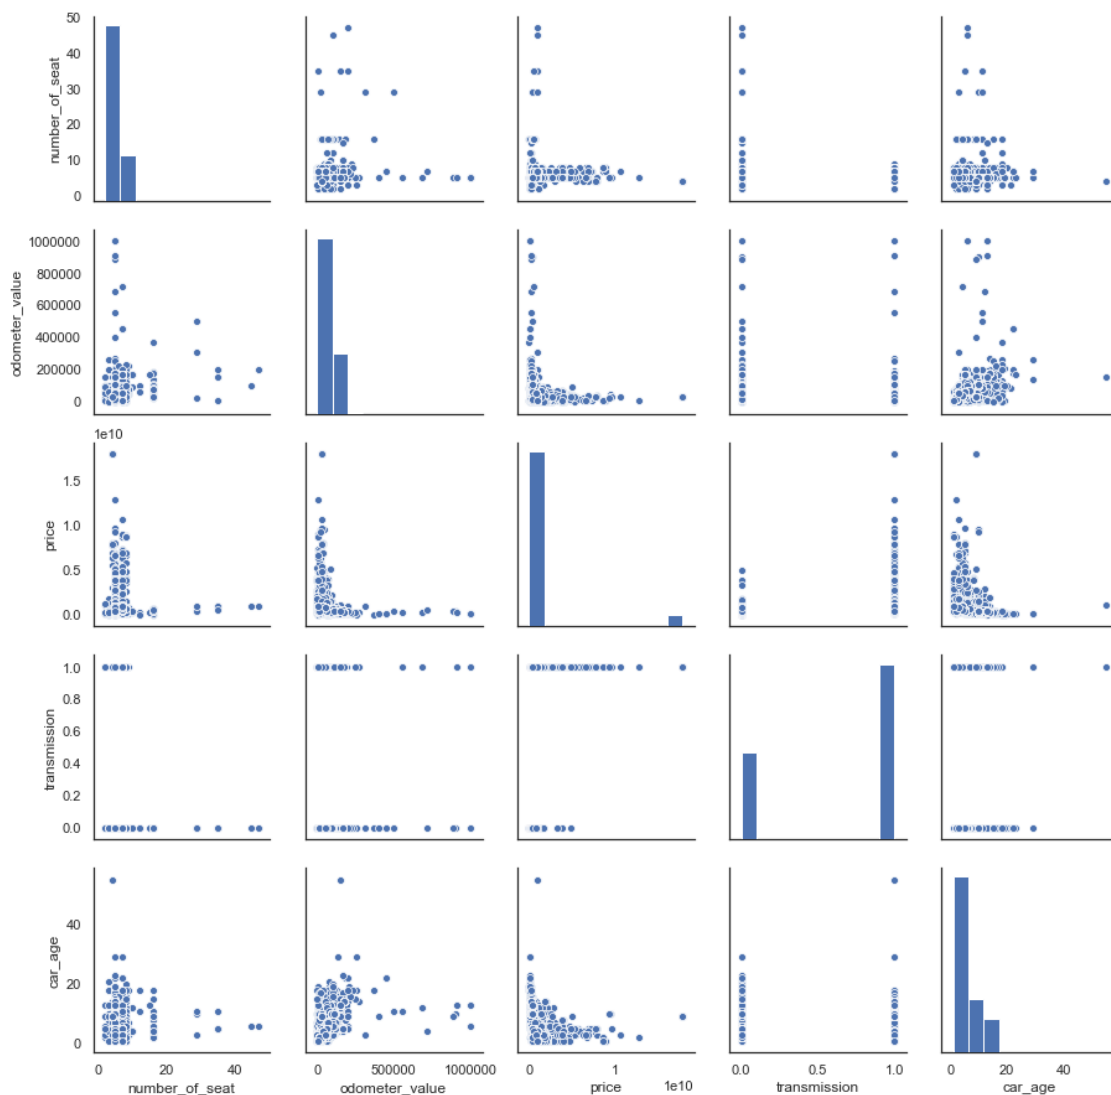 50
40
30
20
10
0
number_of_seat
1000000
800000
600000
400000
200000
0
odometer_value
1e10
1.5
1.0
0.5
0.0
price
1.0
0.8
0.6
0.4
0.2
0.0
transmission
40
20
0
car_age
0 20 40
number_of_seat
0 500000 1000000
odometer_value
0 1
1e10
price
0.0 0.5 1.0
transmission
0 20 40
car_age